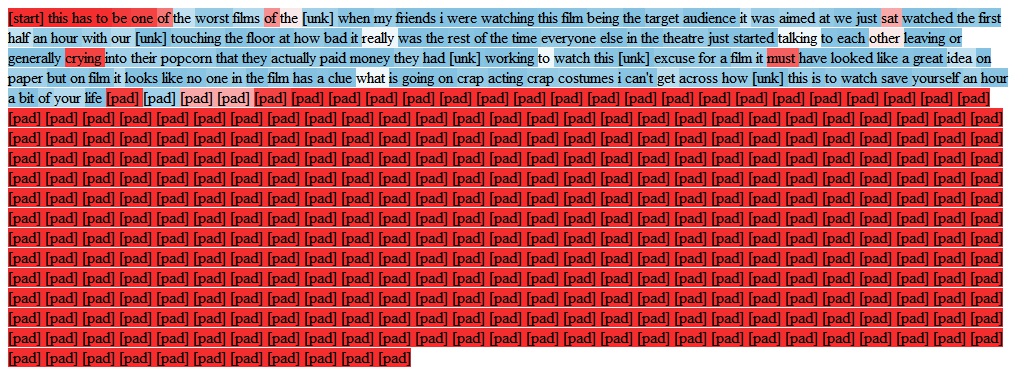 [start] this has to be one of the worst films of the [unk] when my friends i were watching this film being the target audience it was aimed at we just sat watched the first
half an hour with our [unk] touching the floor at how bad it really was the rest of the time everyone else in the theatre just started talking to each other leaving or
generally crying into their popcorn that they actually paid money they had [unk] working to watch this [unk] excuse for a film it must have looked like a great idea on
paper but on film it looks like no one in the film has a clue what is going on crap acting crap costumes i can't get across how [unk] this is to watch save yourself an hour
a bit of your life [pad] [pad] [pad] [pad] [pad] [pad] [pad] [pad] [pad] [pad] [pad] [pad] [pad] [pad] [pad] [pad] [pad] [pad] [pad] [pad] [pad] [pad] [pad] [pad]
[pad] [pad] [pad] [pad] [pad] [pad] [pad] [pad] [pad] [pad] [pad] [pad] [pad] [pad] [pad] [pad] [pad] [pad] [pad] [pad] [pad] [pad] [pad] [pad] [pad] [pad] [pad]
[pad] [pad] [pad] [pad] [pad] [pad] [pad] [pad] [pad] [pad] [pad] [pad] [pad] [pad] [pad] [pad] [pad] [pad] [pad] [pad] [pad] [pad] [pad] [pad] [pad] [pad] [pad]
[pad] [pad] [pad] [pad] [pad] [pad] [pad] [pad] [pad] [pad] [pad] [pad] [pad] [pad] [pad] [pad] [pad] [pad] [pad] [pad] [pad] [pad] [pad] [pad] [pad] [pad] [pad]
[pad] [pad] [pad] [pad] [pad] [pad] [pad] [pad] [pad] [pad] [pad] [pad] [pad] [pad] [pad] [pad] [pad] [pad] [pad] [pad] [pad] [pad] [pad] [pad] [pad] [pad] [pad]
[pad] [pad] [pad] [pad] [pad] [pad] [pad] [pad] [pad] [pad] [pad] [pad] [pad] [pad] [pad] [pad] [pad] [pad] [pad] [pad] [pad] [pad] [pad] [pad] [pad] [pad] [pad]
[pad] [pad] [pad] [pad] [pad] [pad] [pad] [pad] [pad] [pad] [pad] [pad] [pad] [pad] [pad] [pad] [pad] [pad] [pad] [pad] [pad] [pad] [pad] [pad] [pad] [pad] [pad]
[pad] [pad] [pad] [pad] [pad] [pad] [pad] [pad] [pad] [pad] [pad] [pad] [pad] [pad] [pad] [pad] [pad] [pad] [pad] [pad] [pad] [pad] [pad] [pad] [pad] [pad] [pad]
[pad] [pad] [pad] [pad] [pad] [pad] [pad] [pad] [pad] [pad] [pad] [pad] [pad] [pad] [pad] [pad] [pad] [pad] [pad] [pad] [pad] [pad] [pad] [pad] [pad] [pad] [pad]
[pad] [pad] [pad] [pad] [pad] [pad] [pad] [pad] [pad] [pad] [pad] [pad] [pad] [pad] [pad] [pad] [pad] [pad] [pad] [pad] [pad] [pad] [pad] [pad] [pad] [pad] [pad]
[pad] [pad] [pad] [pad] [pad] [pad] [pad] [pad] [pad] [pad] [pad] [pad] [pad] [pad] [pad] [pad] [pad] [pad] [pad] [pad] [pad] [pad] [pad] [pad] [pad] [pad] [pad]
[pad] [pad] [pad] [pad] [pad] [pad] [pad] [pad] [pad] [pad] [pad] [pad] [pad] [pad] [pad] [pad] [pad] [pad] [pad] [pad] [pad] [pad] [pad] [pad] [pad] [pad] [pad]
[pad] [pad] [pad] [pad] [pad] [pad] [pad] [pad] [pad] [pad] [pad] [pad] [pad] [pad] [pad] [pad] [pad] [pad] [pad] [pad] [pad] [pad] [pad] [pad] [pad] [pad] [pad]
[pad] [pad] [pad] [pad] [pad] [pad] [pad] [pad] [pad] [pad] [pad]